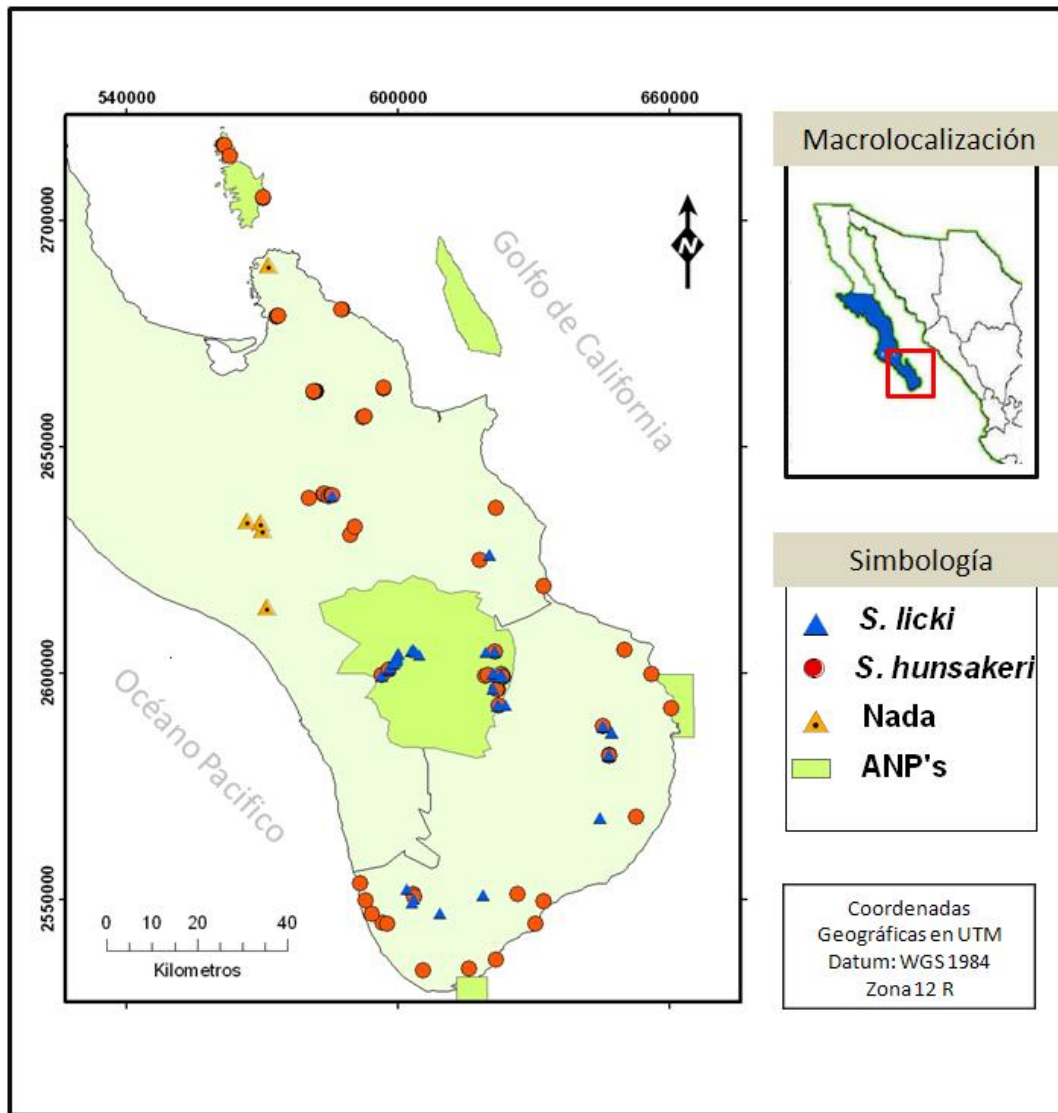 540000 600000 660000
2700000
2650000
2600000
2550000
N
Golfo de California
Océano Pacifico
0 10 20 40
Kilometros
Macrolocalización
Simbología
S. licki
S. hunsakeri
Nada
ANP's
Coordenadas
Geográficas en UTM
Datum: WGS 1984
Zona 12 R